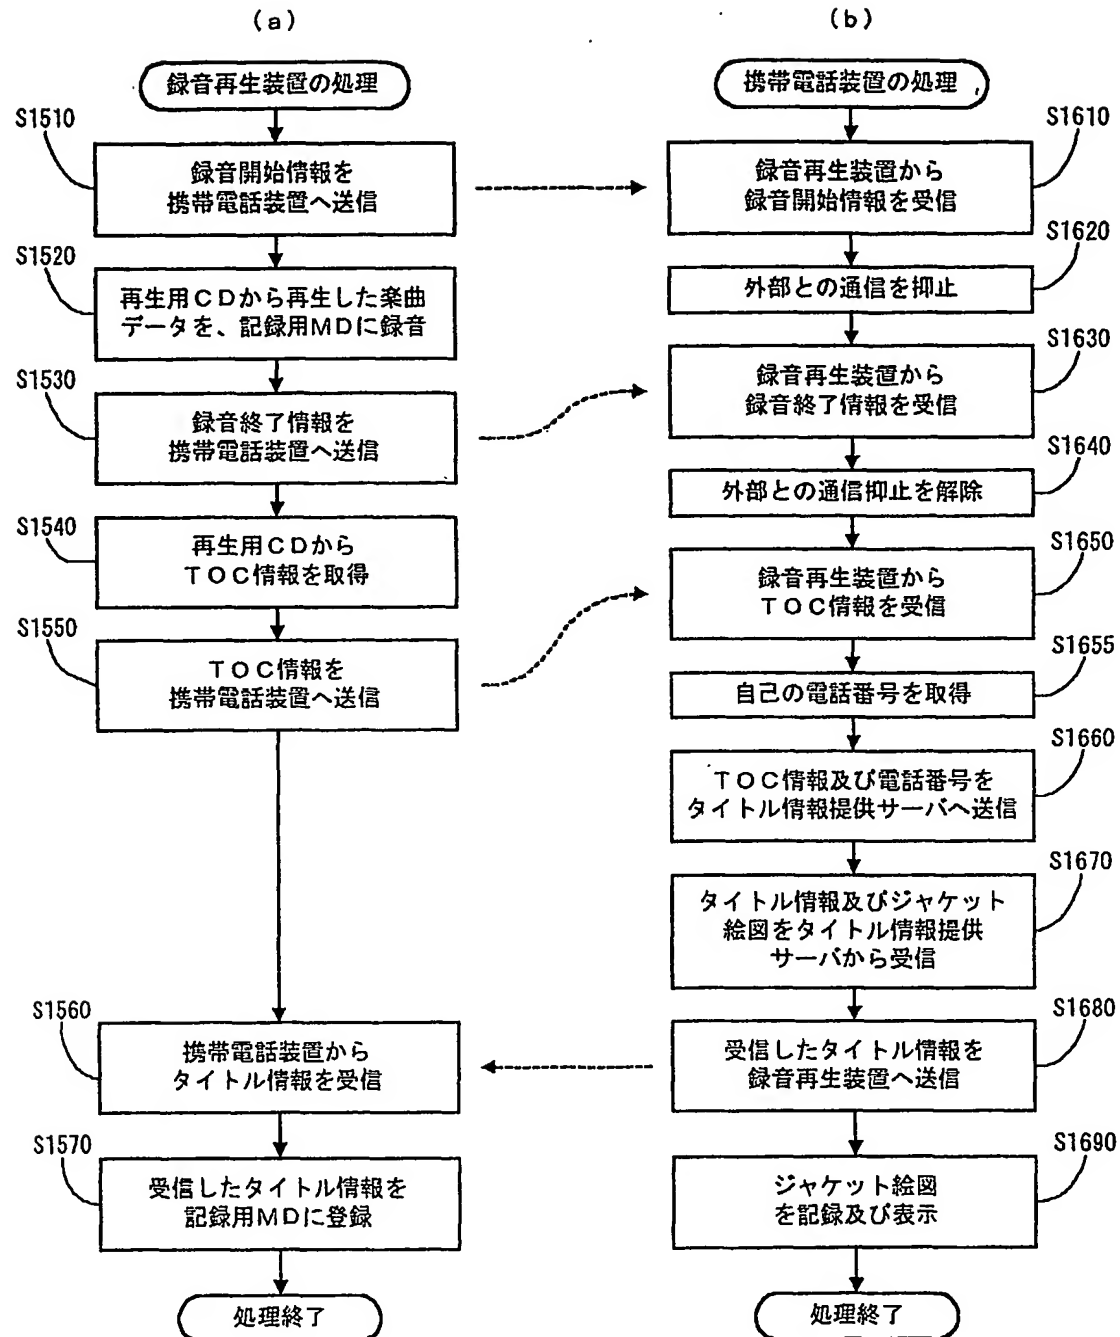 (a)
録音再生装置の処理
S1510
録音開始情報を
携帯電話装置へ送信
S1520
再生用CDから再生した楽曲
データを、記録用MDに録音
S1530
録音終了情報を
携帯電話装置へ送信
S1540
再生用CDから
TOC情報を取得
S1550
TOC情報を
携帯電話装置へ送信
S1560
携帯電話装置から
タイトル情報を受信
S1570
受信したタイトル情報を
記録用MDに登録
処理終了
(b)
携帯電話装置の処理
S1610
録音再生装置から
録音開始情報を受信
S1620
外部との通信を抑止
S1630
録音再生装置から
録音終了情報を受信
S1640
外部との通信抑止を解除
S1650
録音再生装置から
TOC情報を受信
S1655
自己の電話番号を取得
S1660
TOC情報及び電話番号を
タイトル情報提供サーバへ送信
S1670
タイトル情報及びジャケット
絵図をタイトル情報提供
サーバから受信
S1680
受信したタイトル情報を
録音再生装置へ送信
S1690
ジャケット絵図
を記録及び表示
処理終了